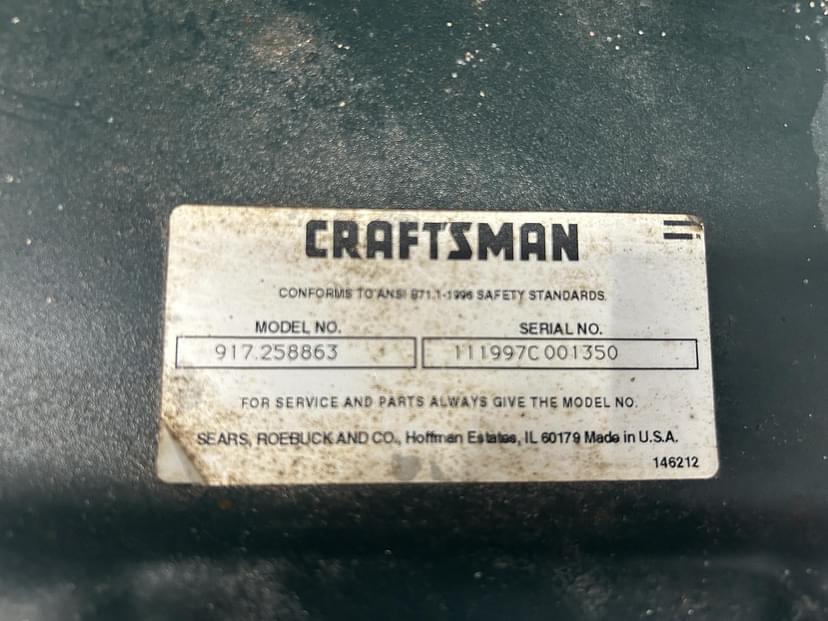 CRAFTSMAN
CONFORMS TO ANSI B71.1-1996 SAFETY STANDARDS.
MODEL NO. SERIAL NO.
917.258863 111997C 001350
FOR SERVICE AND PARTS ALWAYS GIVE THE MODEL NO.
SEARS, ROEBUCK AND CO., Hoffman Estates, IL 60179 Made in U.S.A.
146212